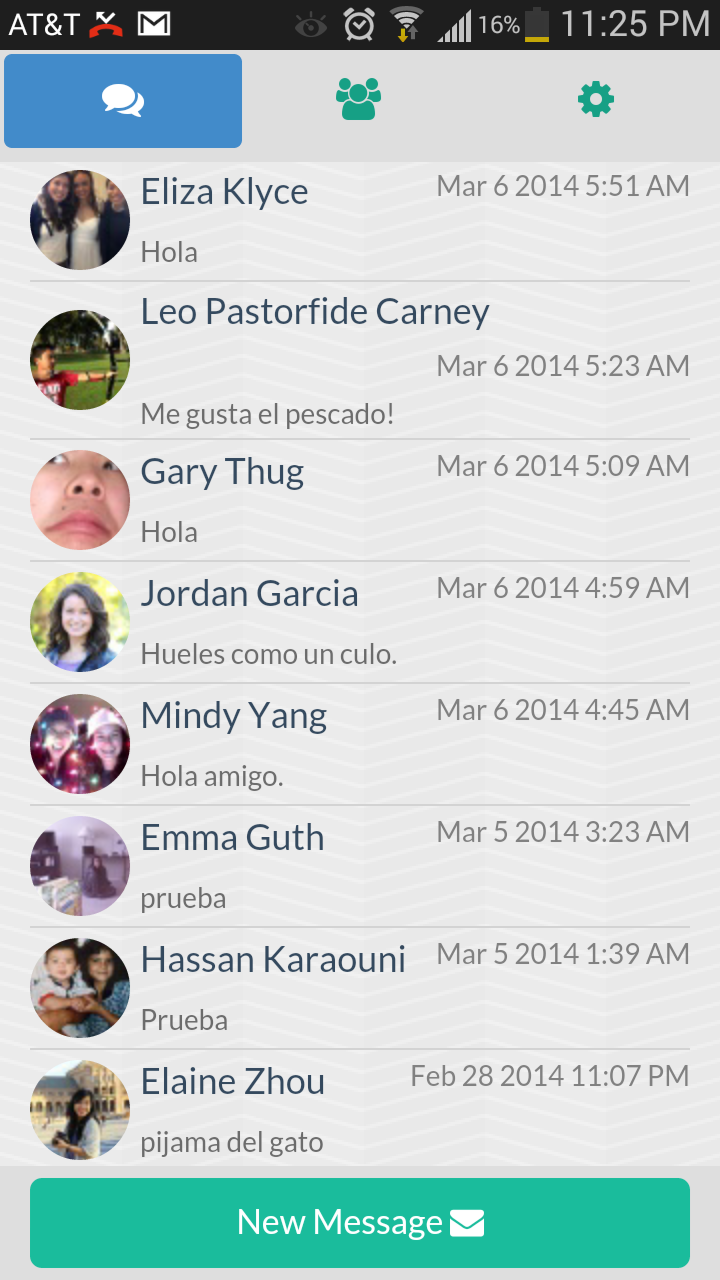 AT&T 16% 11:25 PM
Eliza Klyce Mar 6 2014 5:51 AM
Hola
Leo Pastorfide Carney
Mar 6 2014 5:23 AM
Me gusta el pescado!
Gary Thug Mar 6 2014 5:09 AM
Hola
Jordan Garcia Mar 6 2014 4:59 AM
Hueles como un culo.
Mindy Yang Mar 6 2014 4:45 AM
Hola amigo.
Emma Guth Mar 5 2014 3:23 AM
prueba
Hassan Karaouni Mar 5 2014 1:39 AM
Prueba
Elaine Zhou Feb 28 2014 11:07 PM
pijama del gato
New Message